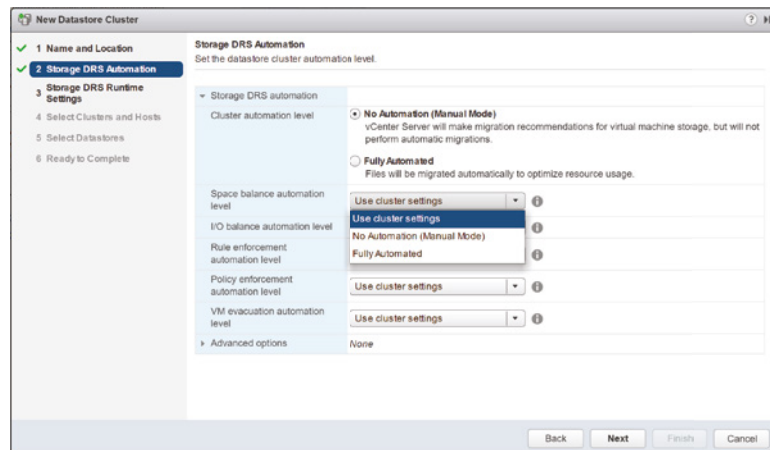 New Datastore Cluster
1 Name and Location
2 Storage DRS Automation
3 Storage DRS Runtime
Settings
4 Select Clusters and Hosts
5 Select Datastores
6 Ready to Complete
Storage DRS Automation
Set the datastore cluster automation level.
Storage DRS automation
Cluster automation level
No Automation (Manual Mode)
vCenter Server will make migration recommendations for virtual machine storage, but will not
perform automatic migrations.
Fully Automated
Files will be migrated automatically to optimize resource usage.
Space balance automation
level
Use cluster settings
Use cluster settings
No Automation (Manual Mode)
Fully Automated
I/O balance automation level
Rule enforcement
automation level
Policy enforcement
automation level
Use cluster settings
VM evacuation automation
level
Use cluster settings
Advanced options
None
Back
Next
Finish
Cancel